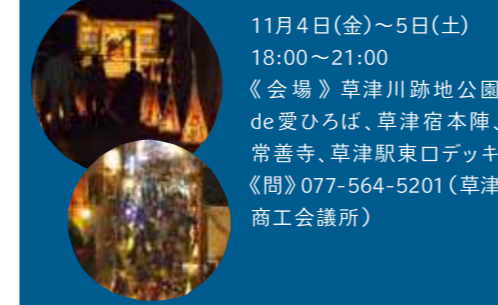 11月4日(金)～5日(土)
18:00～21:00
《会場》草津川跡地公園
de愛ひろば、草津宿本陣、
常善寺、草津駅東口デッキ
《問》077-564-5201（草津
商工会議所）